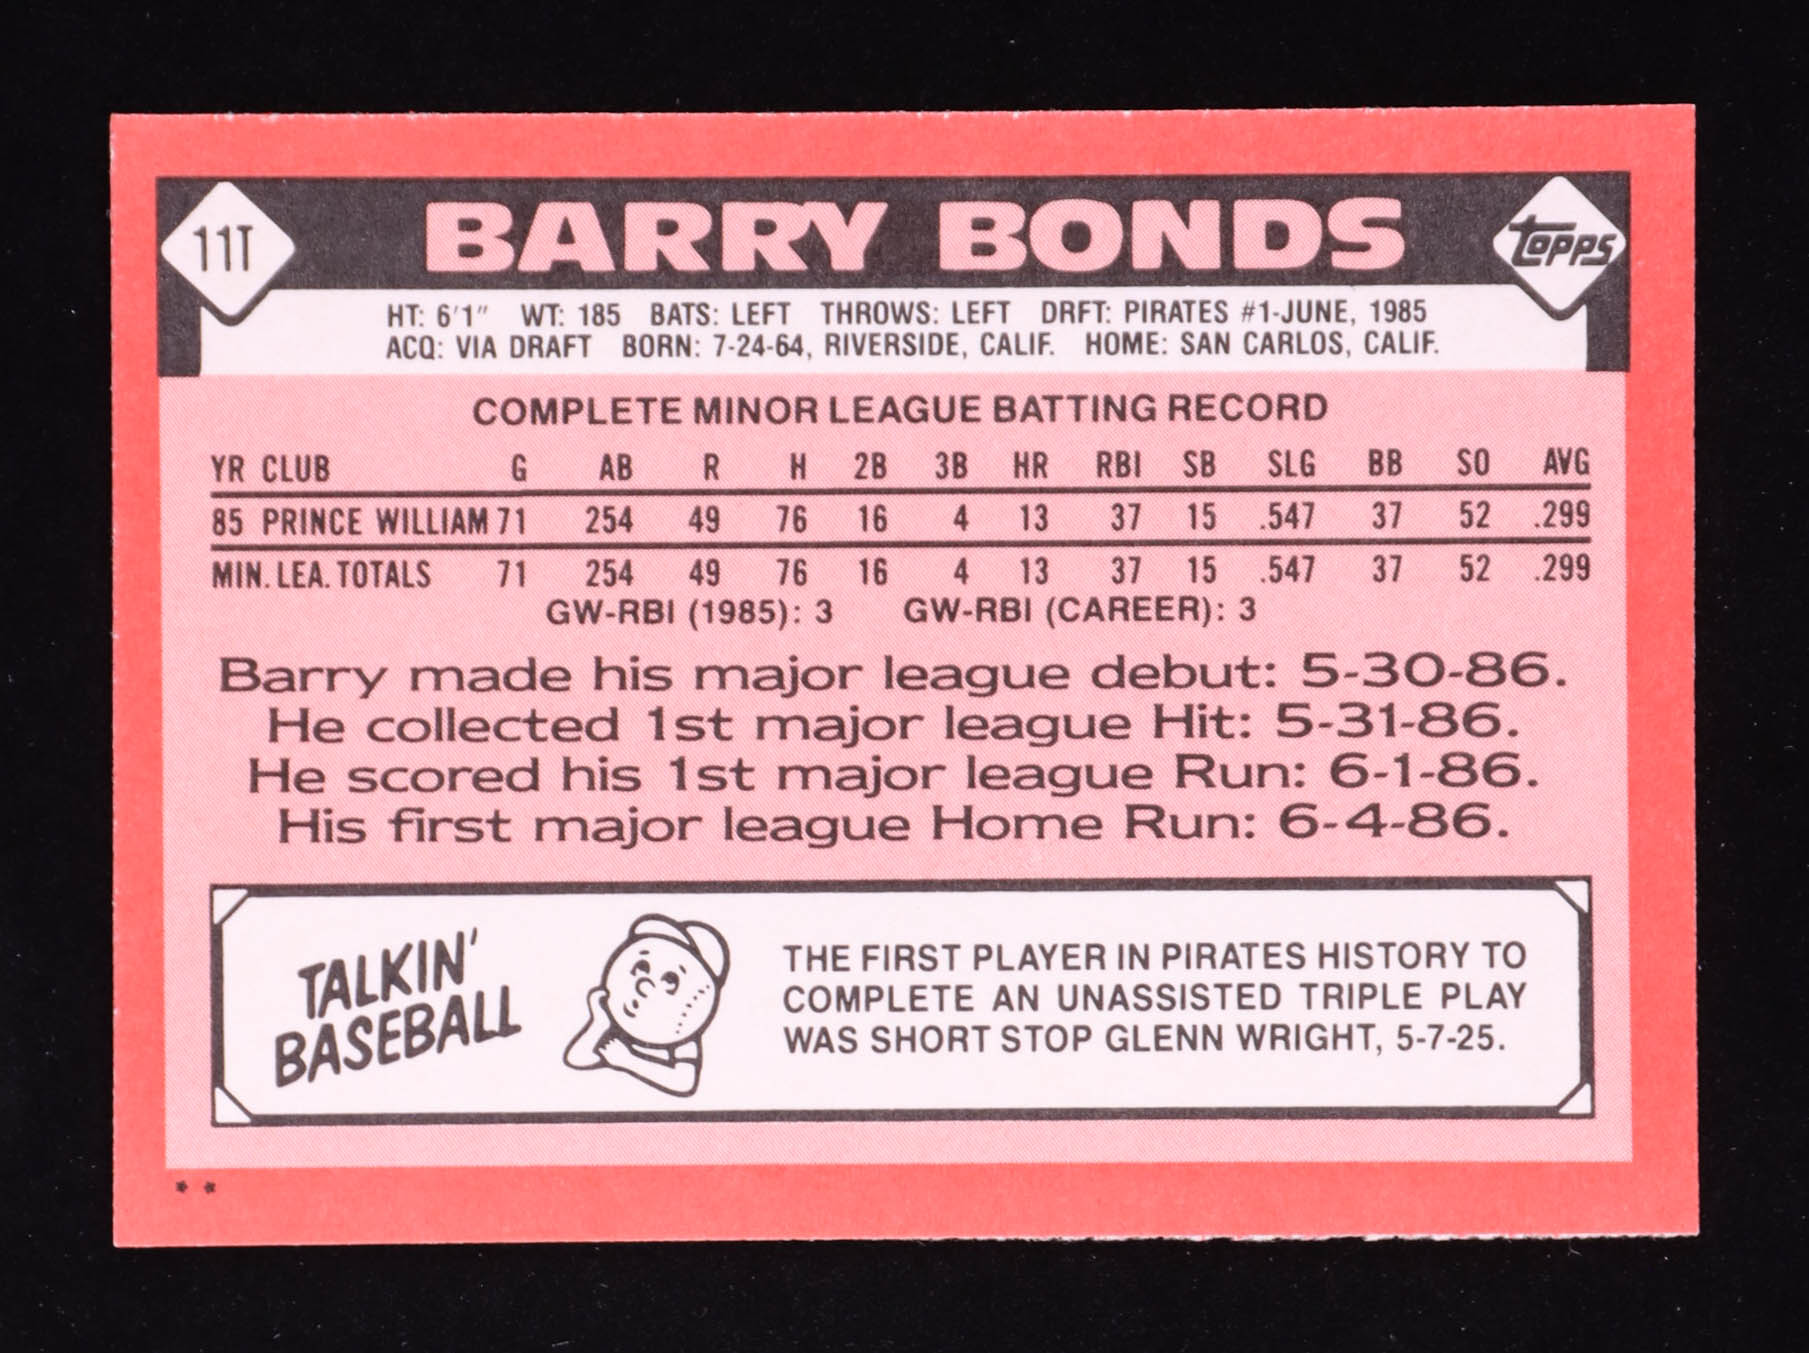 11T BARRY BONDS topps
HT: 6'1" WT: 185 BATS: LEFT THROWS: LEFT DRFT: PIRATES #1-JUNE, 1985
ACQ: VIA DRAFT BORN: 7-24-64, RIVERSIDE, CALIF. HOME: SAN CARLOS, CALIF.
COMPLETE MINOR LEAGUE BATTING RECORD
YR CLUB G AB R H 2B 3B HR RBI SB SLG BB SO AVG
85 PRINCE WILLIAM 71 254 49 76 16 4 13 37 15 .547 37 52 .299
MIN. LEA. TOTALS 71 254 49 76 16 4 13 37 15 .547 37 52 .299
GW-RBI (1985): 3 GW-RBI (CAREER): 3
Barry made his major league debut: 5-30-86.
He collected 1st major league Hit: 5-31-86.
He scored his 1st major league Run: 6-1-86.
His first major league Home Run: 6-4-86.
TALKIN'
BASEBALL
THE FIRST PLAYER IN PIRATES HISTORY TO
COMPLETE AN UNASSISTED TRIPLE PLAY
WAS SHORT STOP GLENN WRIGHT, 5-7-25.
* *